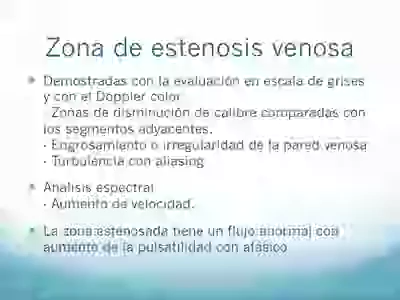 Zona de estenosis venosa
Demostradas con la evaluación en escala de grises
y con el Doppler color
Zonas de disminución de calibre comparadas con
los segmentos adyacentes.
- Engrosamiento o irregularidad de la pared venosa
- Turbulencia con aliasing
Analisis espectral
- Aumento de velocidad.
La zona estenosada tiene un flujo anormal con
aumento de la pulsatilidad con